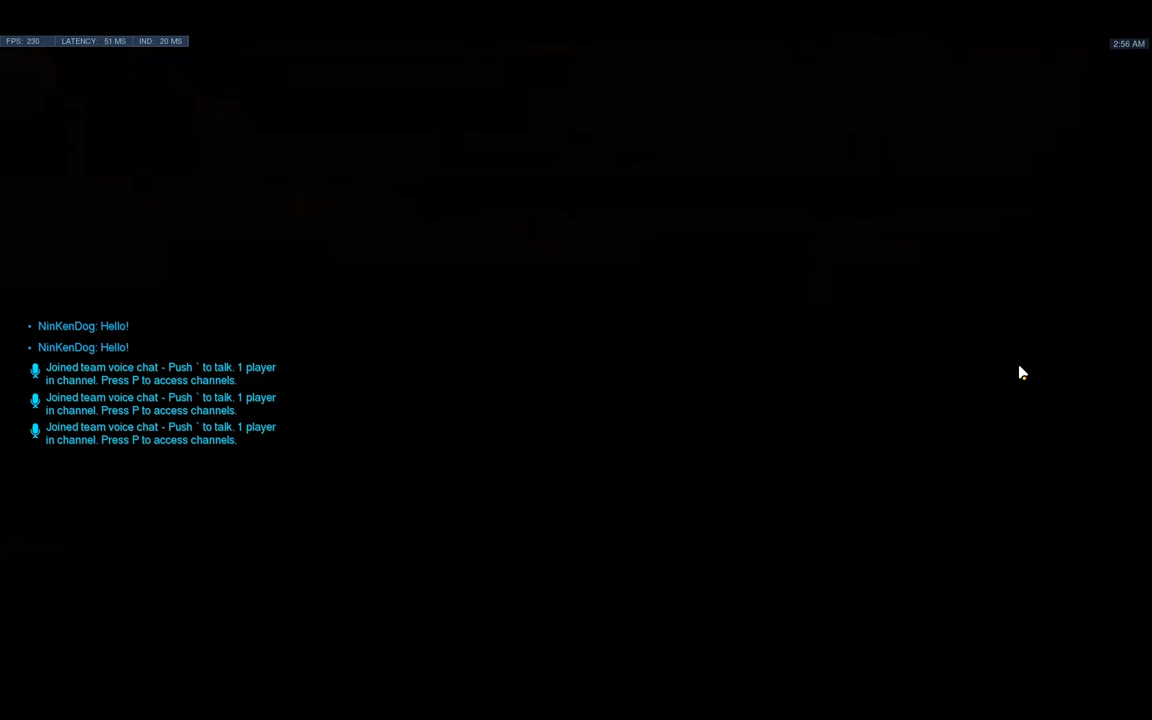 FPS: 230 LATENCY: 51 MS IND: 20 MS
2:56 AM
• NinKenDog: Hello!
• NinKenDog: Hello!
Joined team voice chat - Push ` to talk. 1 player
in channel. Press P to access channels.
Joined team voice chat - Push ` to talk. 1 player
in channel. Press P to access channels.
Joined team voice chat - Push ` to talk. 1 player
in channel. Press P to access channels.